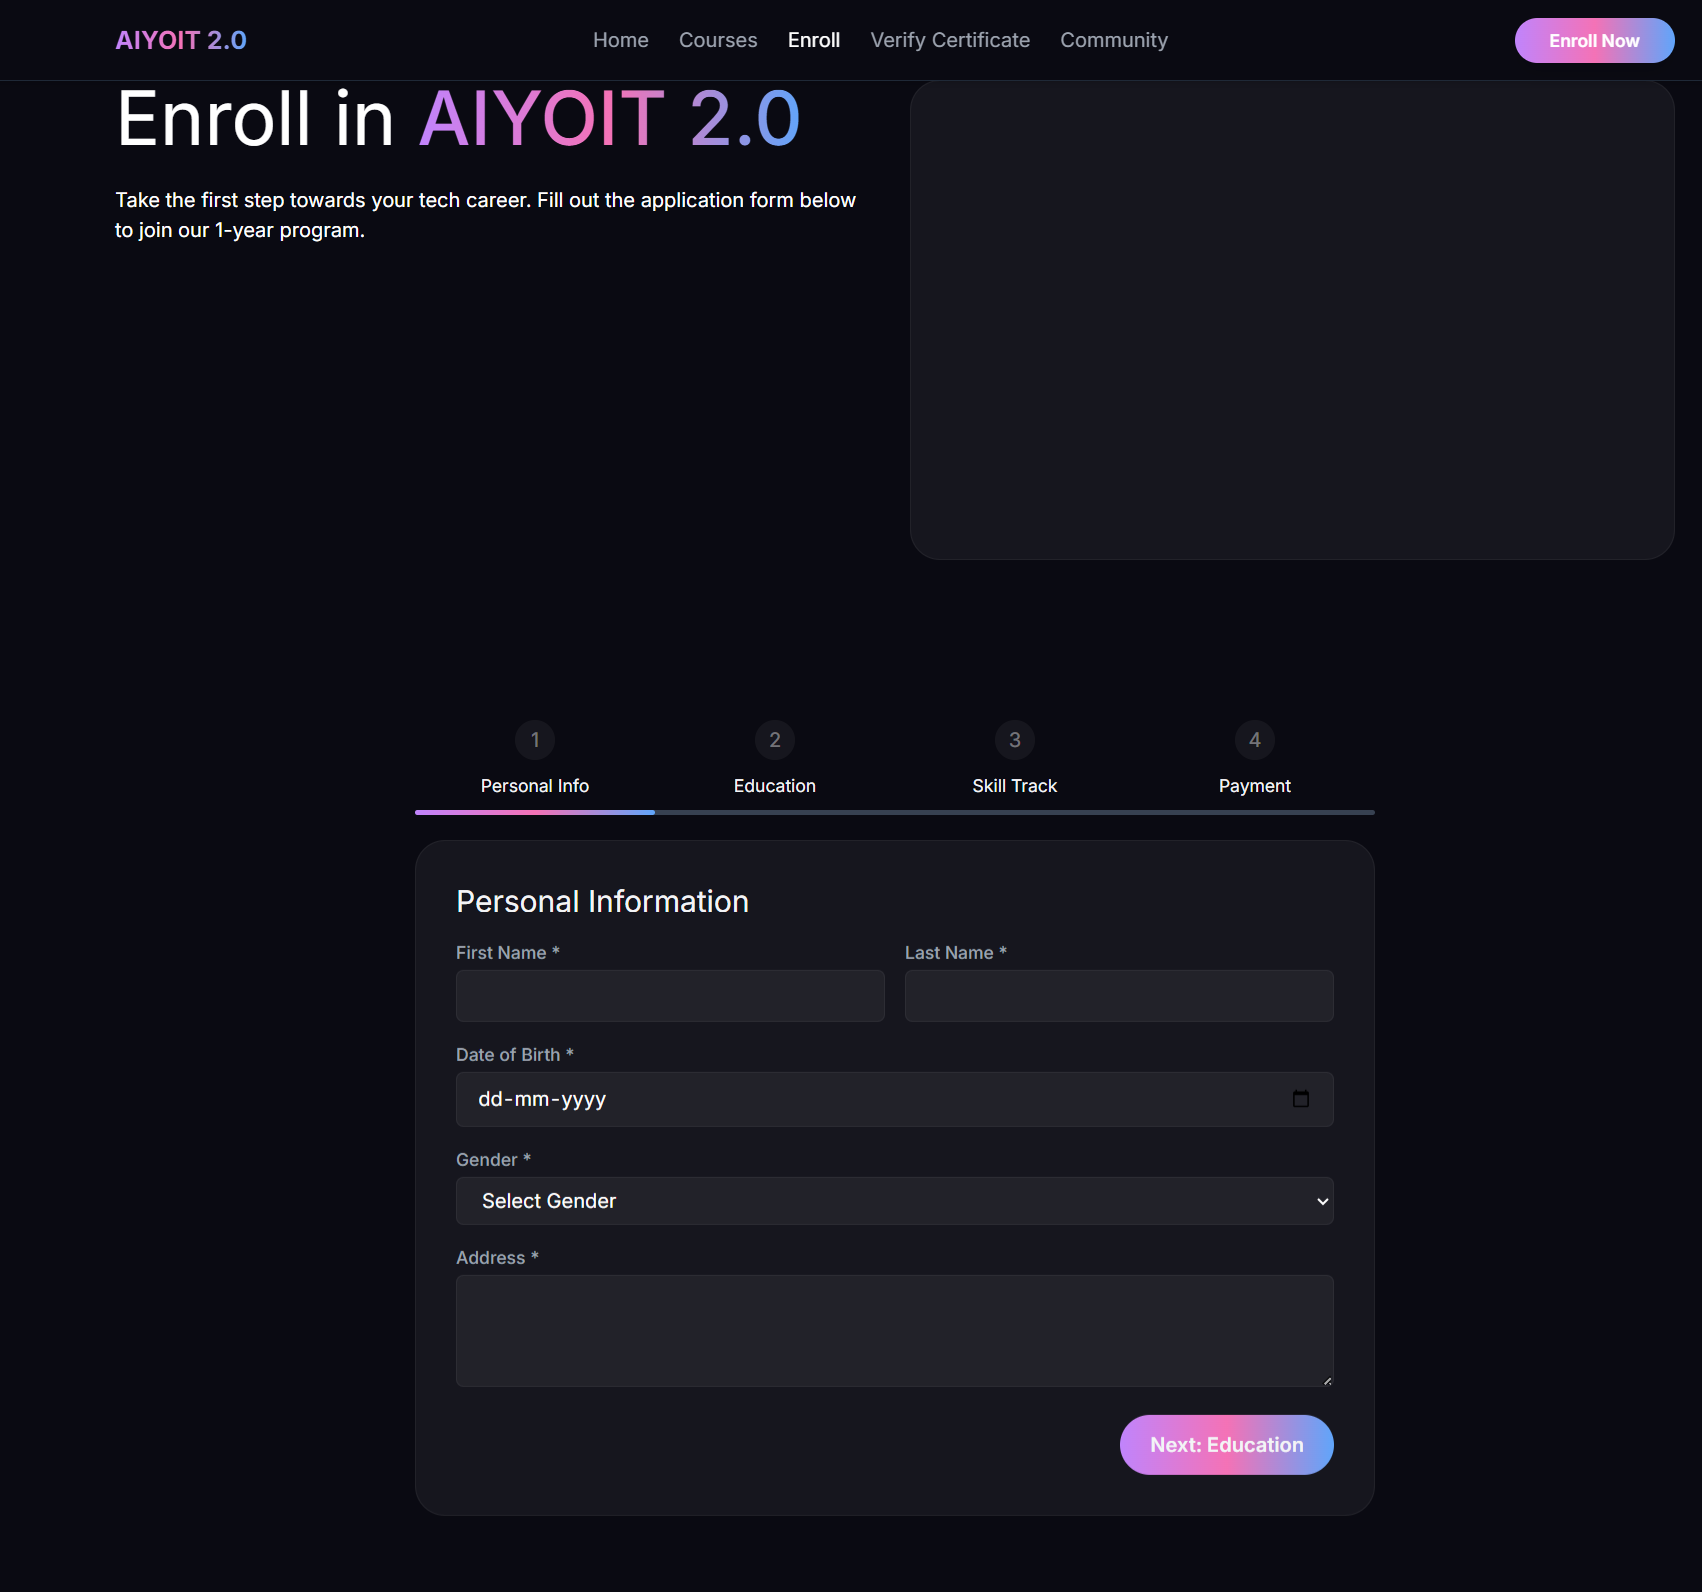 AIYOIT 2.0
Home
Courses
Enroll
Verify Certificate
Community
Enroll Now
Enroll in AIYOIT 2.0
Take the first step towards your tech career. Fill out the application form below
to join our 1-year program.
1
2
3
4
Personal Info
Education
Skill Track
Payment
Personal Information
First Name *
Last Name *
Date of Birth *
dd-mm-yyyy
Gender *
Select Gender
Address *
Next: Education